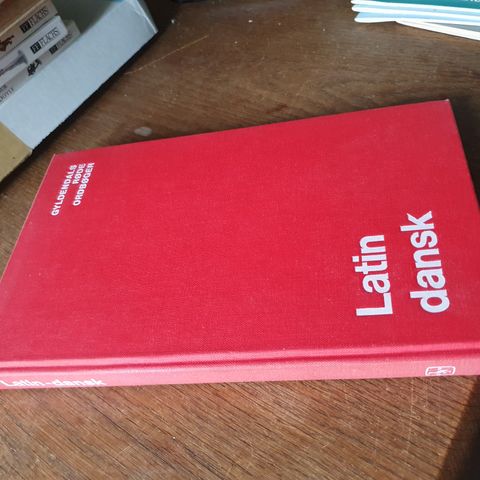 GYLDENDALS
RØDE
ORDBØGER
Latin
dansk
Latin-dansk